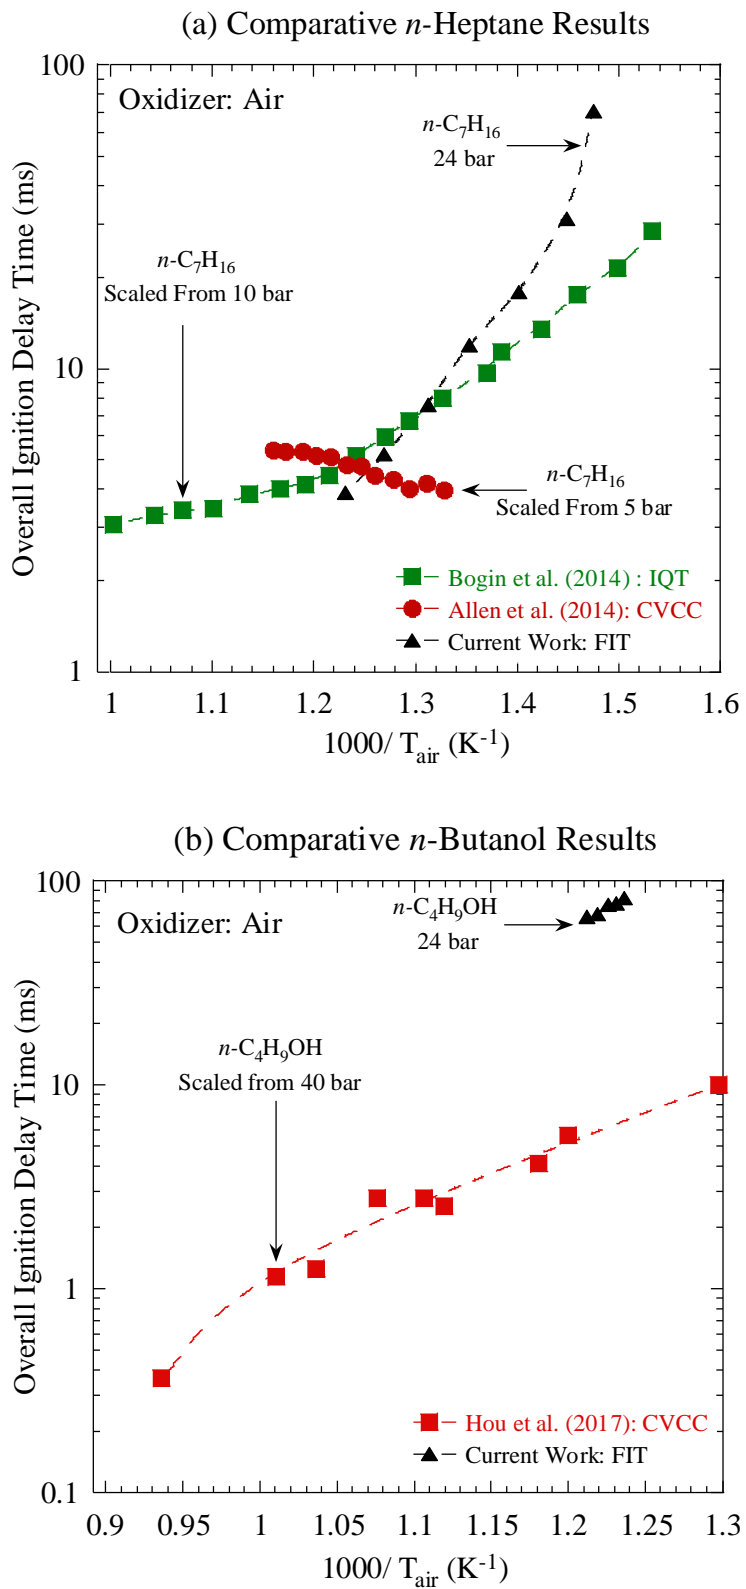 (a) Comparative n-Heptane Results
100
Oxidizer: Air
n-C₇H₁₆
24 bar
n-C₇H₁₆
Scaled From 10 bar
10
n-C₇H₁₆
Scaled From 5 bar
Bogin et al. (2014) : IQT
Allen et al. (2014): CVCC
Current Work: FIT
1
Overall Ignition Delay Time (ms)
1 1.1 1.2 1.3 1.4 1.5 1.6
1000/ T_air (K⁻¹)
(b) Comparative n-Butanol Results
100
Oxidizer: Air
n-C₄H₉OH
24 bar
n-C₄H₉OH
Scaled from 40 bar
10
1
Hou et al. (2017): CVCC
Current Work: FIT
0.1
Overall Ignition Delay Time (ms)
0.9 0.95 1 1.05 1.1 1.15 1.2 1.25 1.3
1000/ T_air (K⁻¹)